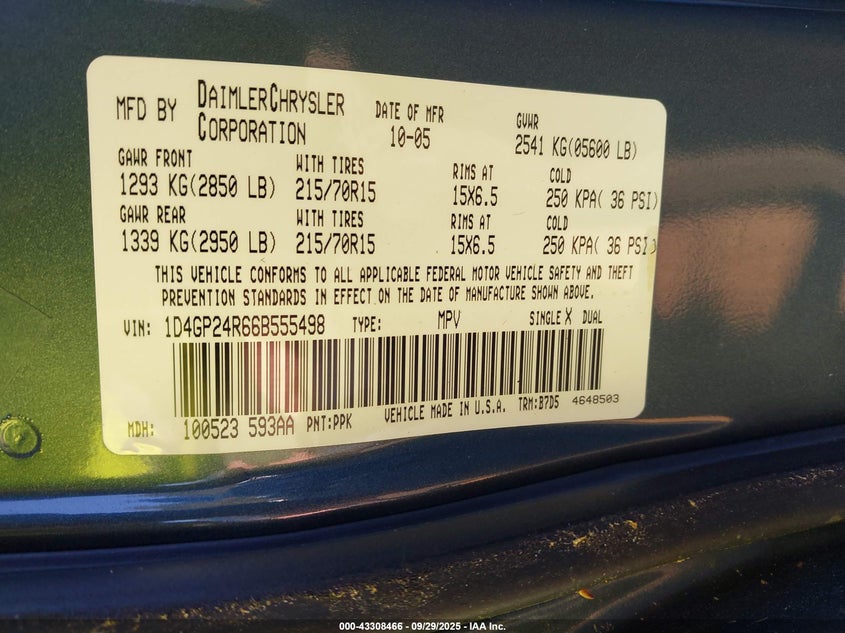 MFD BY DAIMLERCHRYSLER CORPORATION DATE OF MFR 10-05 GVWR 2541 KG(05600 LB)
GAWR FRONT WITH TIRES RIMS AT COLD
1293 KG(2850 LB) 215/70R15 15X6.5 250 KPA( 36 PSI)
GAWR REAR WITH TIRES RIMS AT COLD
1339 KG(2950 LB) 215/70R15 15X6.5 250 KPA( 36 PSI)
THIS VEHICLE CONFORMS TO ALL APPLICABLE FEDERAL MOTOR VEHICLE SAFETY AND THEFT
PREVENTION STANDARDS IN EFFECT ON THE DATE OF MANUFACTURE SHOWN ABOVE.
VIN: 1D4GP24R66B555498 TYPE: MPV SINGLE X DUAL
MDH: 100523 593AA PNT:PPK VEHICLE MADE IN U.S.A. TRM:B7D5 4648503
000-43308466 - 09/29/2025 - IAA Inc.